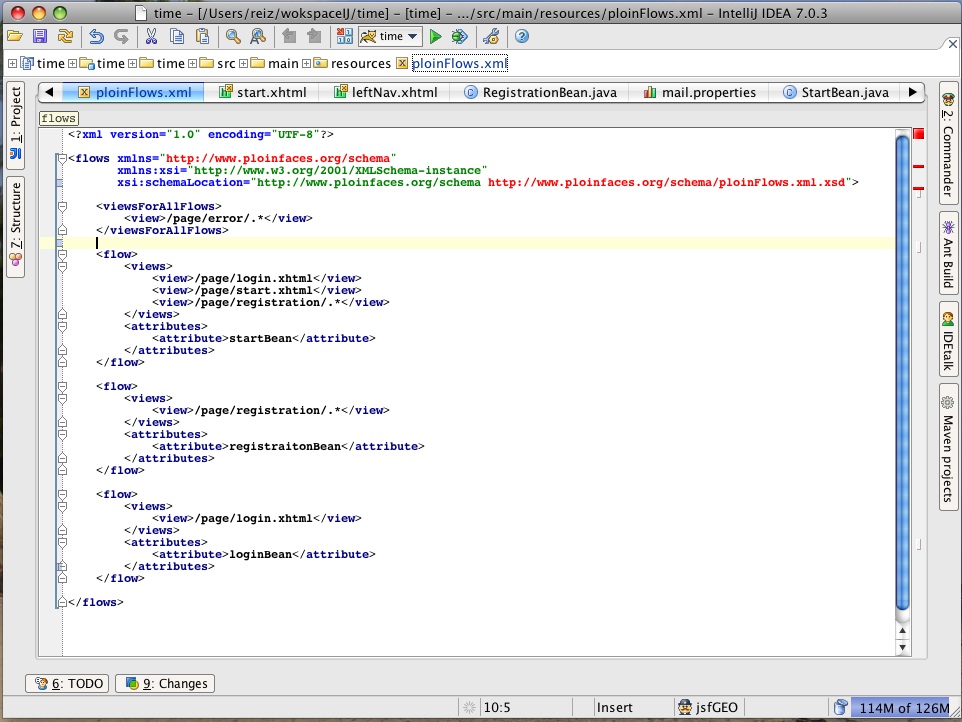 time - [/Users/reiz/wokspaceIJ/time] - [time] - .../src/main/resources/ploinFlows.xml - IntelliJ IDEA 7.0.3
time
time time time src main resources ploinFlows.xml
ploinFlows.xml start.xhtml leftNav.xhtml RegistrationBean.java mail.properties StartBean.java
flows
<?xml version="1.0" encoding="UTF-8"?>
<flows xmlns="http://www.ploinfaces.org/schema"
xmlns:xsi="http://www.w3.org/2001/XMLSchema-instance"
xsi:schemaLocation="http://www.ploinfaces.org/schema http://www.ploinfaces.org/schema/ploinFlows.xml.xsd">
<viewsForAllFlows>
<view>/page/error/.*</view>
</viewsForAllFlows>
<flow>
<views>
<view>/page/login.xhtml</view>
<view>/page/start.xhtml</view>
<view>/page/registration/.*</view>
</views>
<attributes>
<attribute>startBean</attribute>
</attributes>
</flow>
<flow>
<views>
<view>/page/registration/.*</view>
</views>
<attributes>
<attribute>registraitonBean</attribute>
</attributes>
</flow>
<flow>
<views>
<view>/page/login.xhtml</view>
</views>
<attributes>
<attribute>loginBean</attribute>
</attributes>
</flow>
</flows>
1: Project
7: Structure
2: Commander
Ant Build
IDEtalk
Maven projects
6: TODO 9: Changes
10:5 Insert jsfGEO 114M of 126M